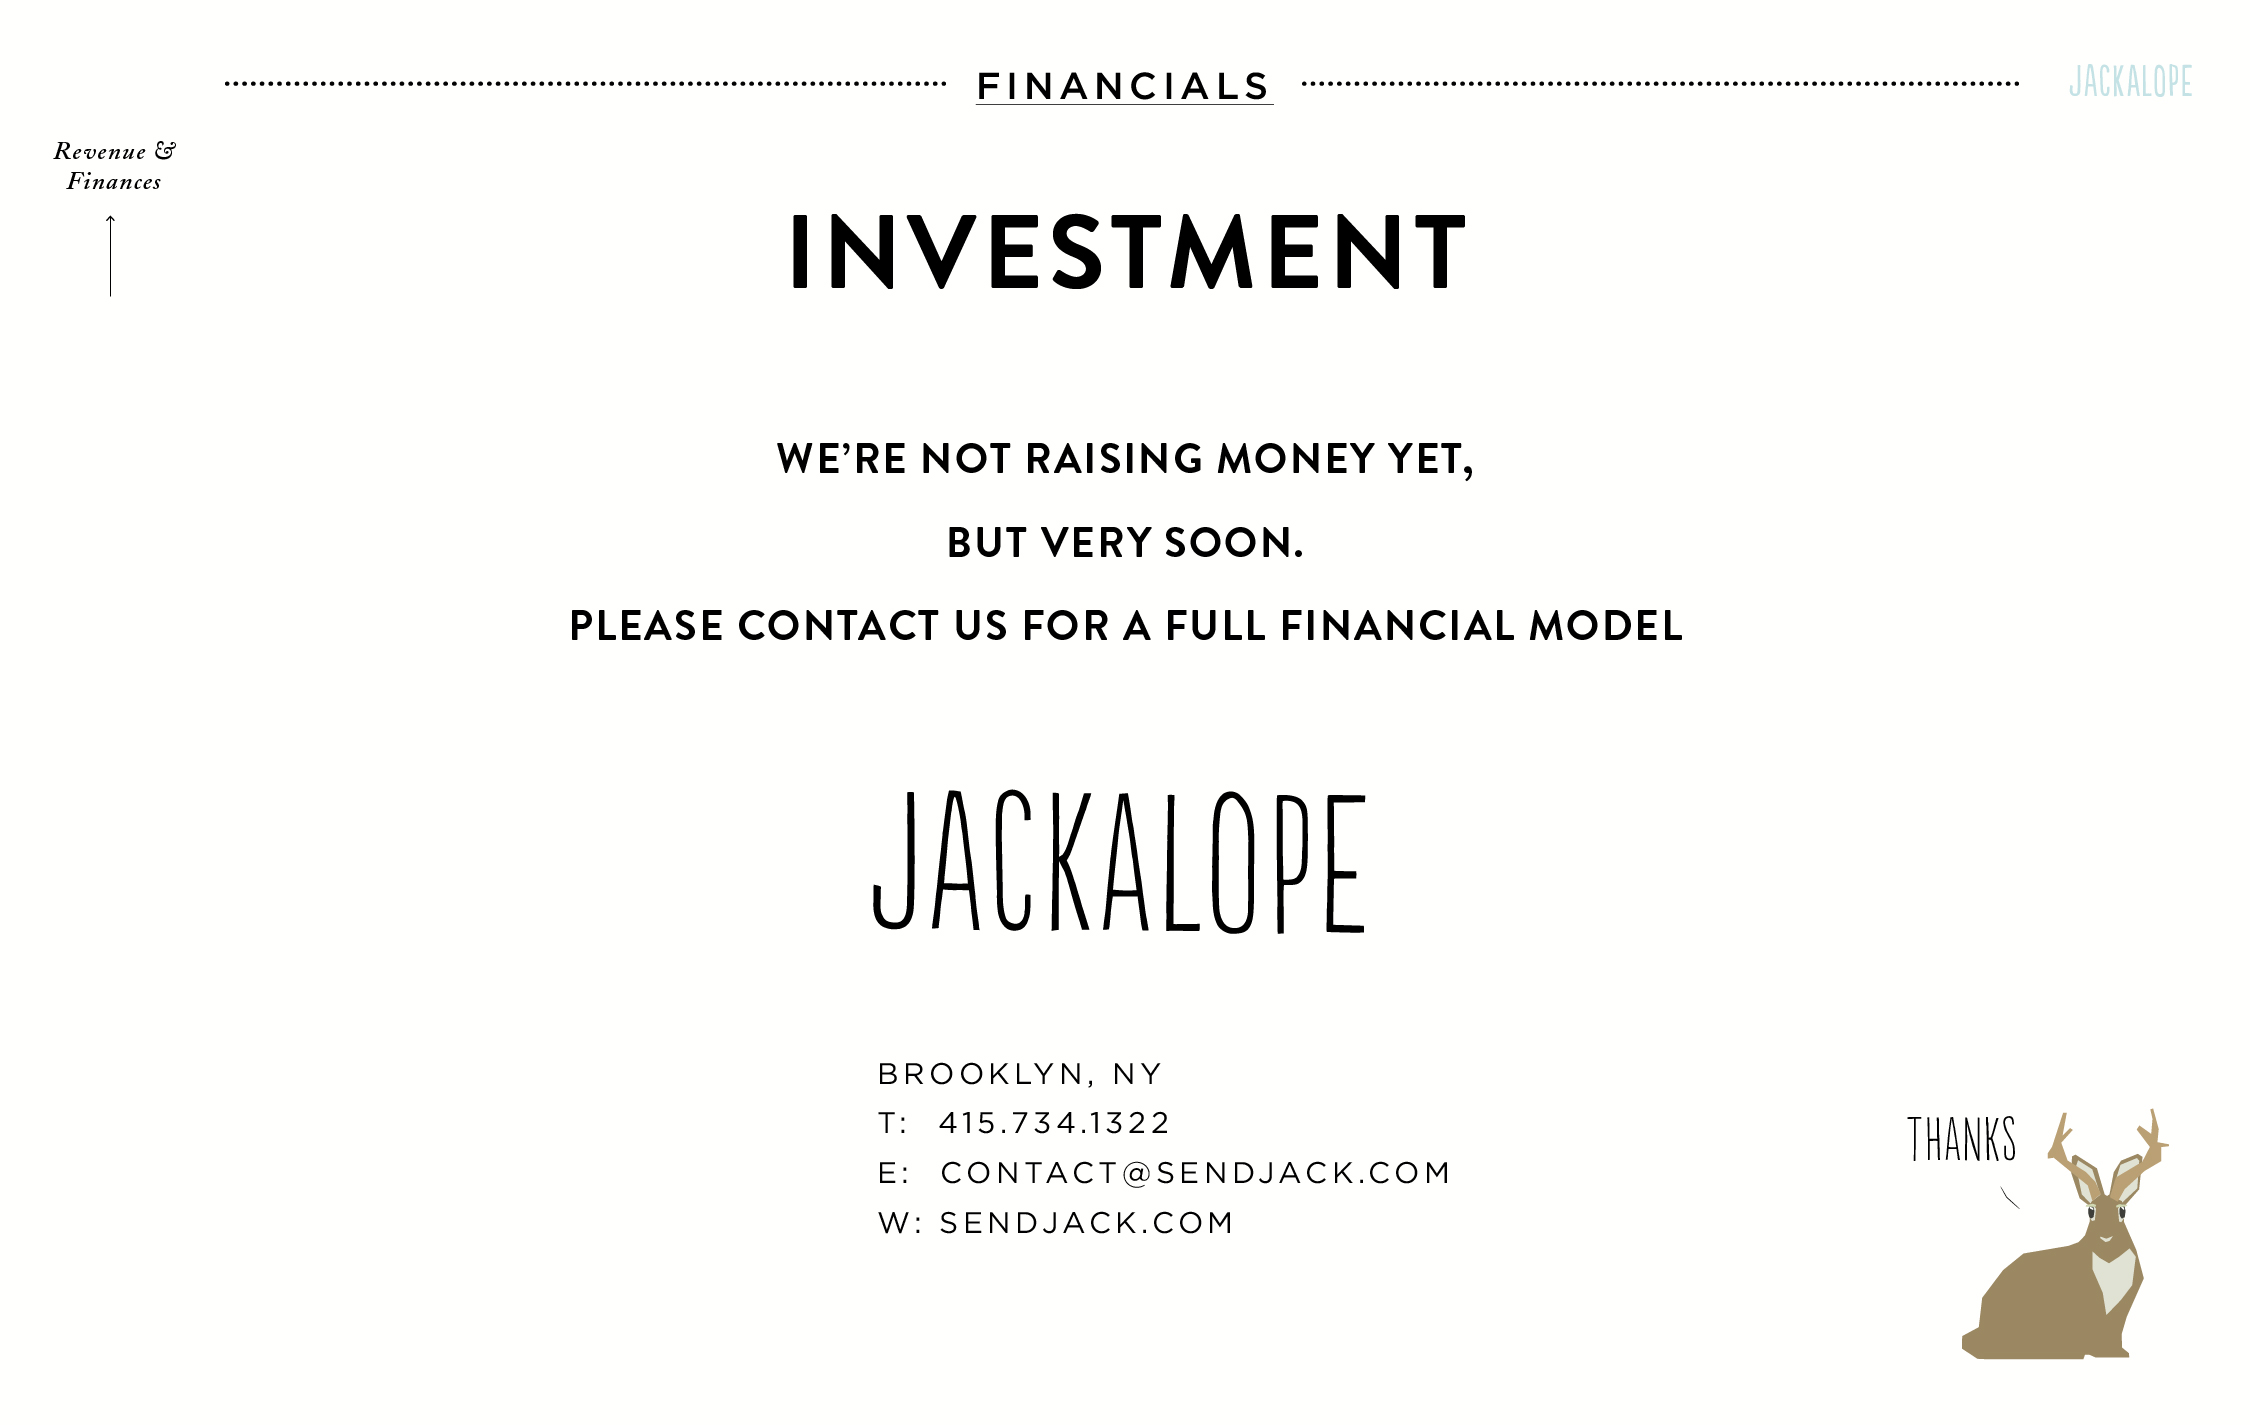 FINANCIALS
JACKALOPE
Revenue &
Finances
INVESTMENT
WE’RE NOT RAISING MONEY YET,
BUT VERY SOON.
PLEASE CONTACT US FOR A FULL FINANCIAL MODEL
JACKALOPE
BROOKLYN, NY
T: 415.734.1322
E: CONTACT@SENDJACK.COM
W: SENDJACK.COM
THANKS